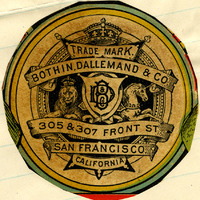 TRADE MARK
BOTHIN, DALLEMAND & CO
305 & 307 FRONT ST.
SAN FRANCISCO
CALIFORNIA